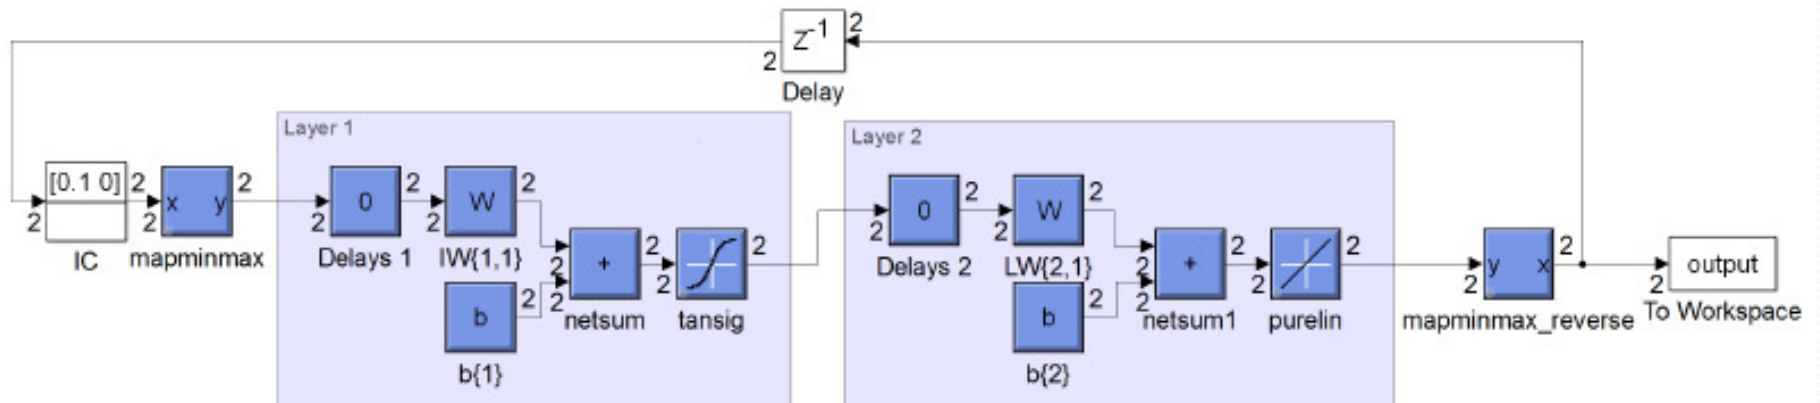 2
Z-1
2
Delay
Layer 1
Layer 2
[0.1 0]
2
2
IC
x y
2
2
mapminmax
0
2
2
Delays 1
W
2
2
IW{1,1}
+
2
2
2
netsum
b
2
b{1}
2
2
tansig
0
2
2
Delays 2
W
2
2
LW{2,1}
+
2
2
2
netsum1
b
2
b{2}
2
2
purelin
y x
2
2
mapminmax_reverse
output
2
To Workspace